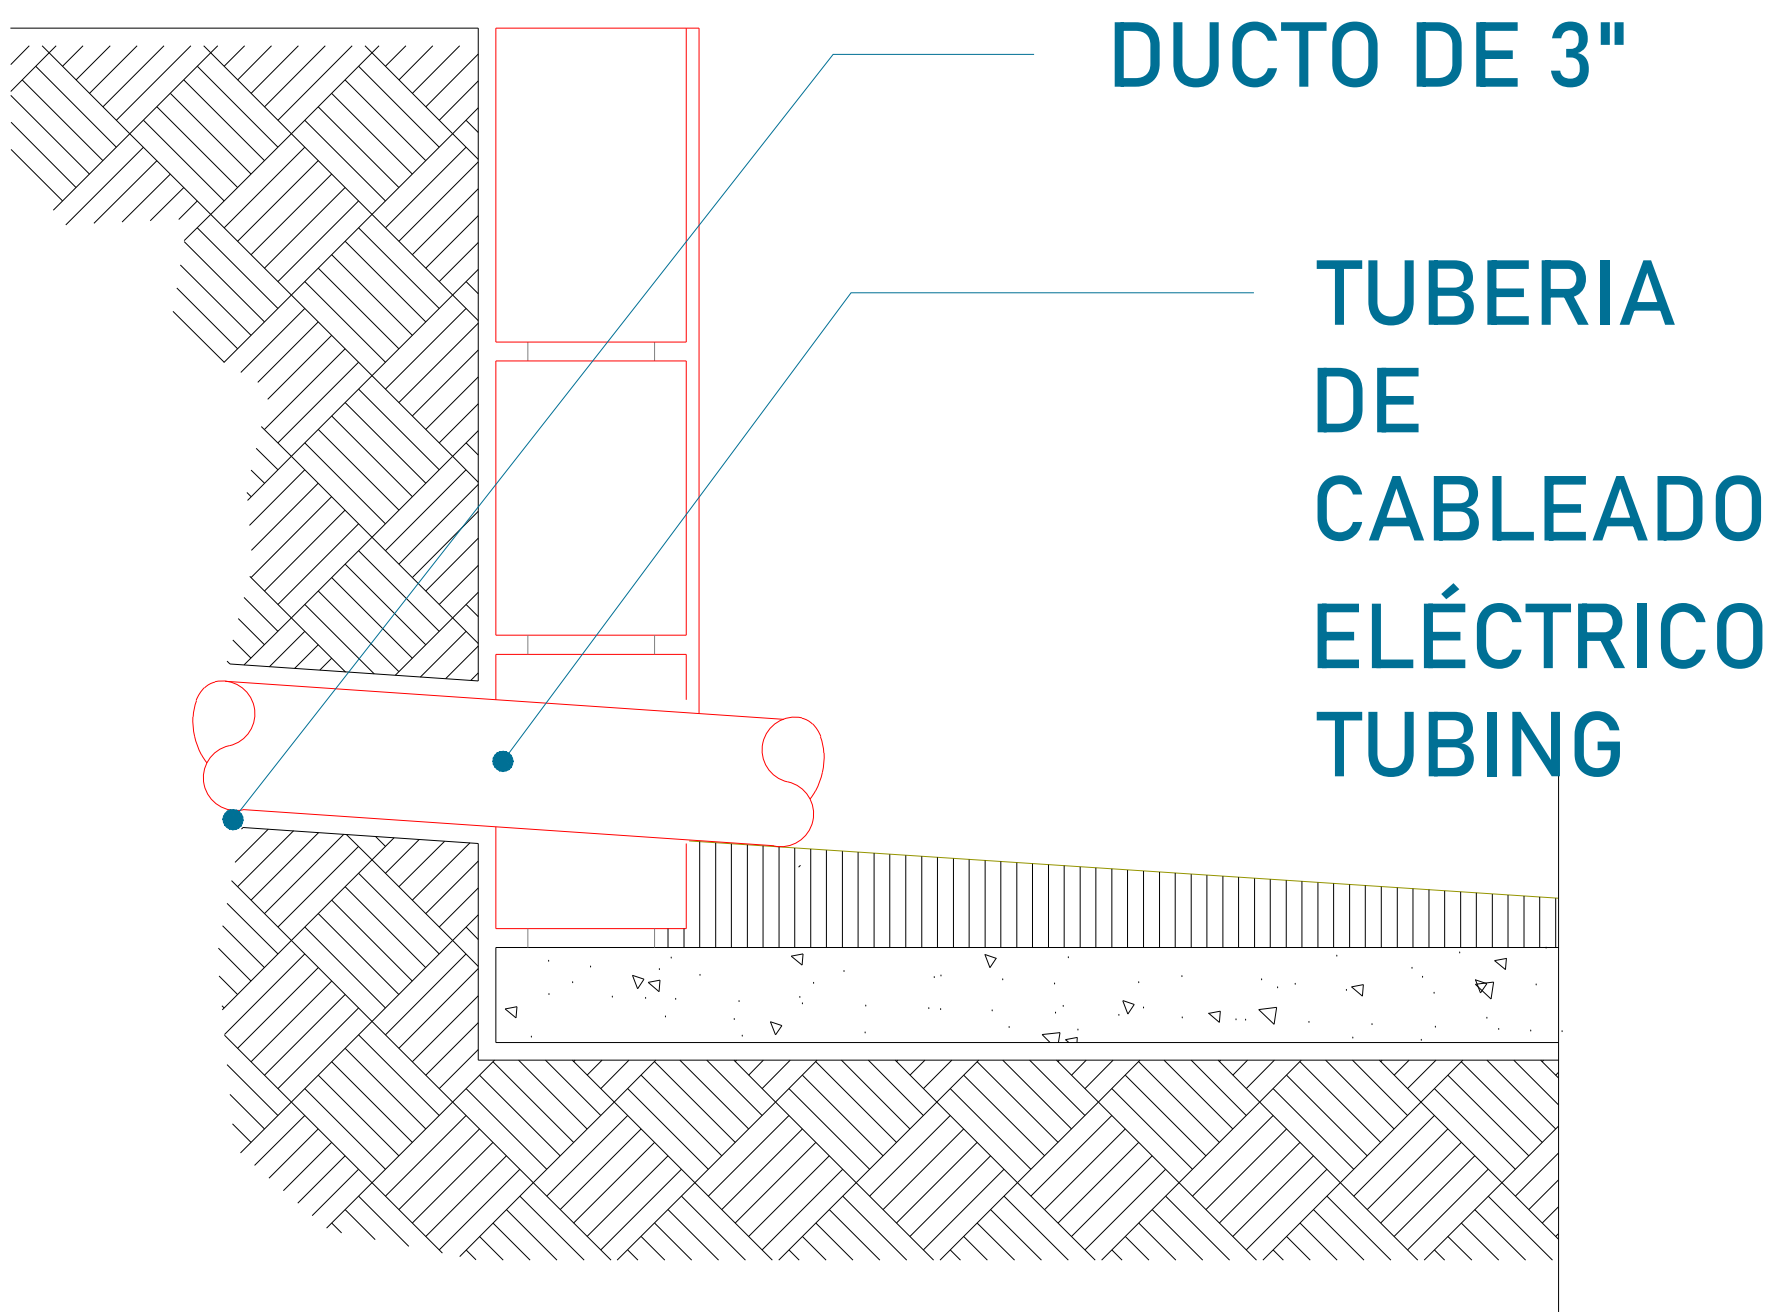 DUCTO DE 3"
TUBERIA
DE
CABLEADO
ELÉCTRICO
TUBING